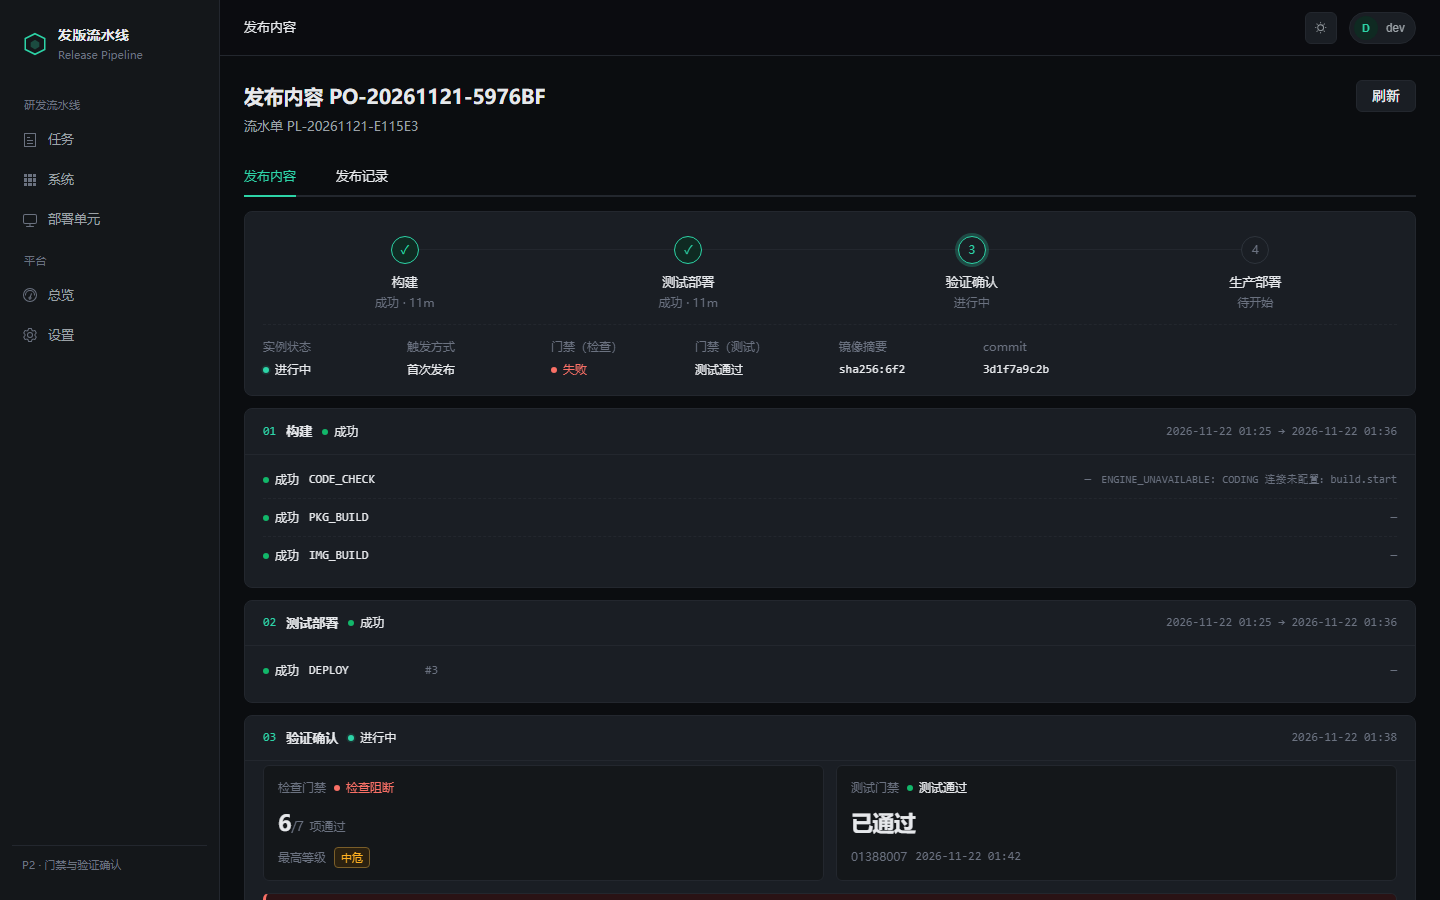 发版流水线
Release Pipeline
研发流水线
任务
系统
部署单元
平台
总览
设置
P2 · 门禁与验证确认
发布内容
D dev
发布内容 PO-20261121-5976BF
刷新
流水单 PL-20261121-E115E3
发布内容 发布记录
✓ ✓ 3 4
构建 测试部署 验证确认 生产部署
成功 · 11m 成功 · 11m 进行中 待开始
实例状态 触发方式 门禁（检查） 门禁（测试） 镜像摘要 commit
进行中 首次发布 失败 测试通过 sha256:6f2 3d1f7a9c2b
01 构建 成功 2026-11-22 01:25 → 2026-11-22 01:36
成功 CODE_CHECK — ENGINE_UNAVAILABLE: CODING 连接未配置: build.start
成功 PKG_BUILD —
成功 IMG_BUILD —
02 测试部署 成功 2026-11-22 01:25 → 2026-11-22 01:36
成功 DEPLOY #3 —
03 验证确认 进行中 2026-11-22 01:38
检查门禁 检查阻断
6/7 项通过
最高等级 中危
测试门禁 测试通过
已通过
01388007 2026-11-22 01:42